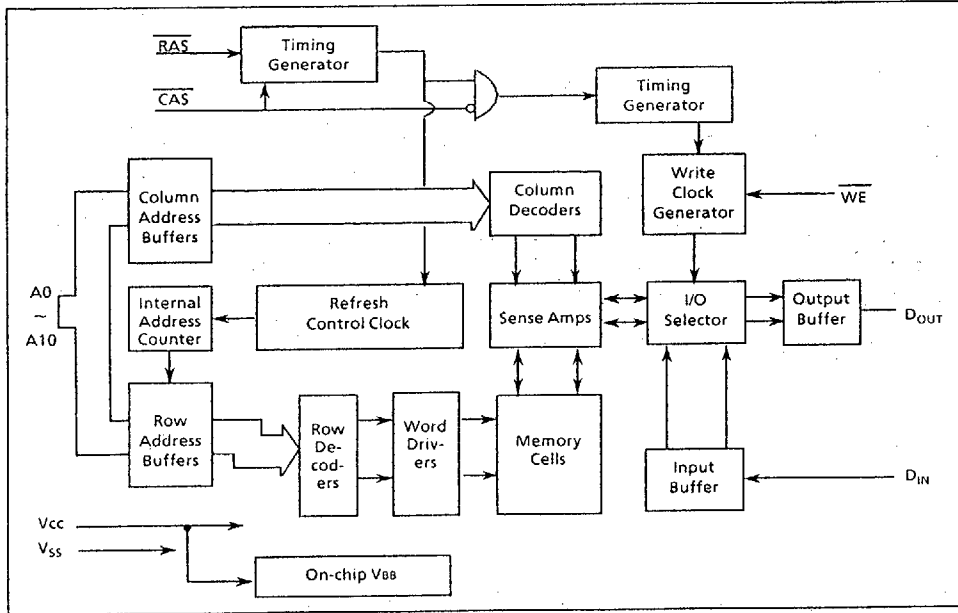 RAS
Timing
Generator
CAS
Timing
Generator
Column
Address
Buffers
Column
Decoders
Write
Clock
Generator
WE
A0
~
A10
Internal
Address
Counter
Refresh
Control Clock
Sense Amps
I/O
Selector
Output
Buffer
DOUT
Row
Address
Buffers
Row
De-
cod-
ers
Word
Driv-
ers
Memory
Cells
Input
Buffer
DIN
Vcc
VSS
On-chip VBB